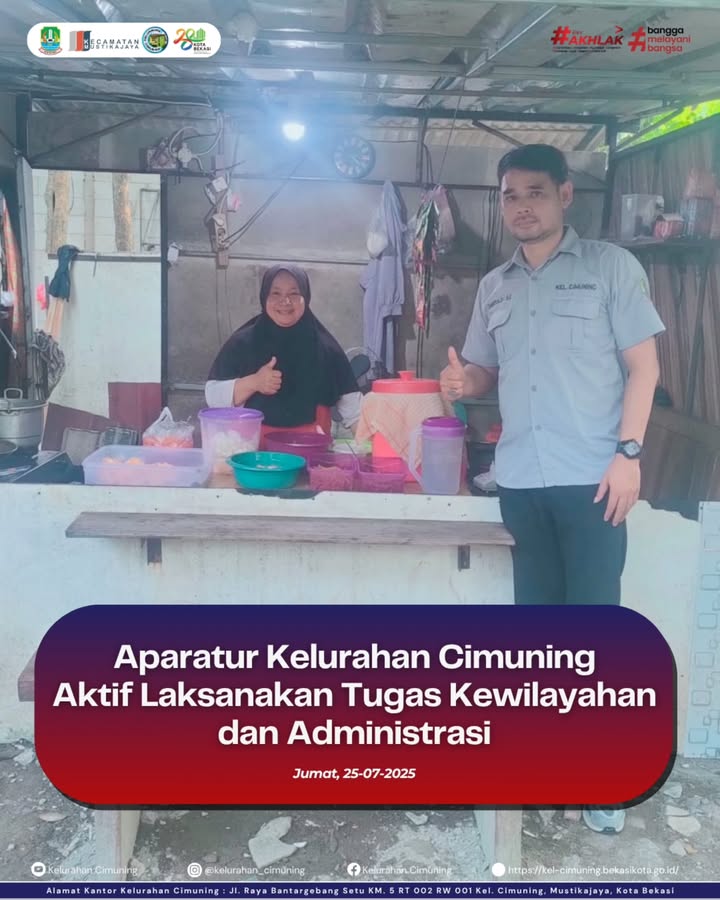 KECAMATAN
MUSTIKAJAYA
KOTA
BEKASI
#AKHLAK
#bangga
melayani
bangsa
KEL. CIMUNING
Aparatur Kelurahan Cimuning
Aktif Laksanakan Tugas Kewilayahan
dan Administrasi
Jumat, 25-07-2025
Kelurahan.Cimuning
@kelurahan_cimuning
Kelurahan.Cimuning
https://kel-cimuning.bekasikota.go.id/
Alamat Kantor Kelurahan Cimuning : Jl. Raya Bantargebang Setu KM. 5 RT 002 RW 001 Kel. Cimuning, Mustikajaya, Kota Bekasi